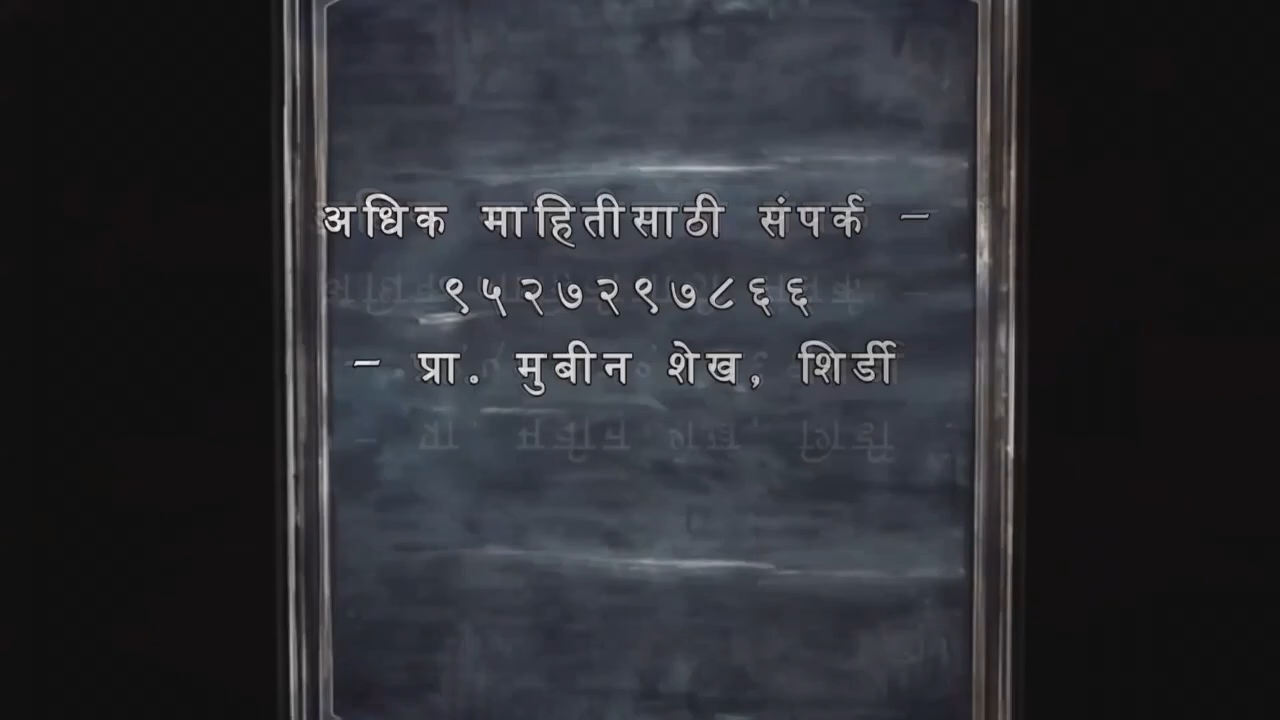 अधिक माहितीसाठी संपर्क –
९५२७२९७८६६
- प्रा. मुबीन शेख, शिर्डी